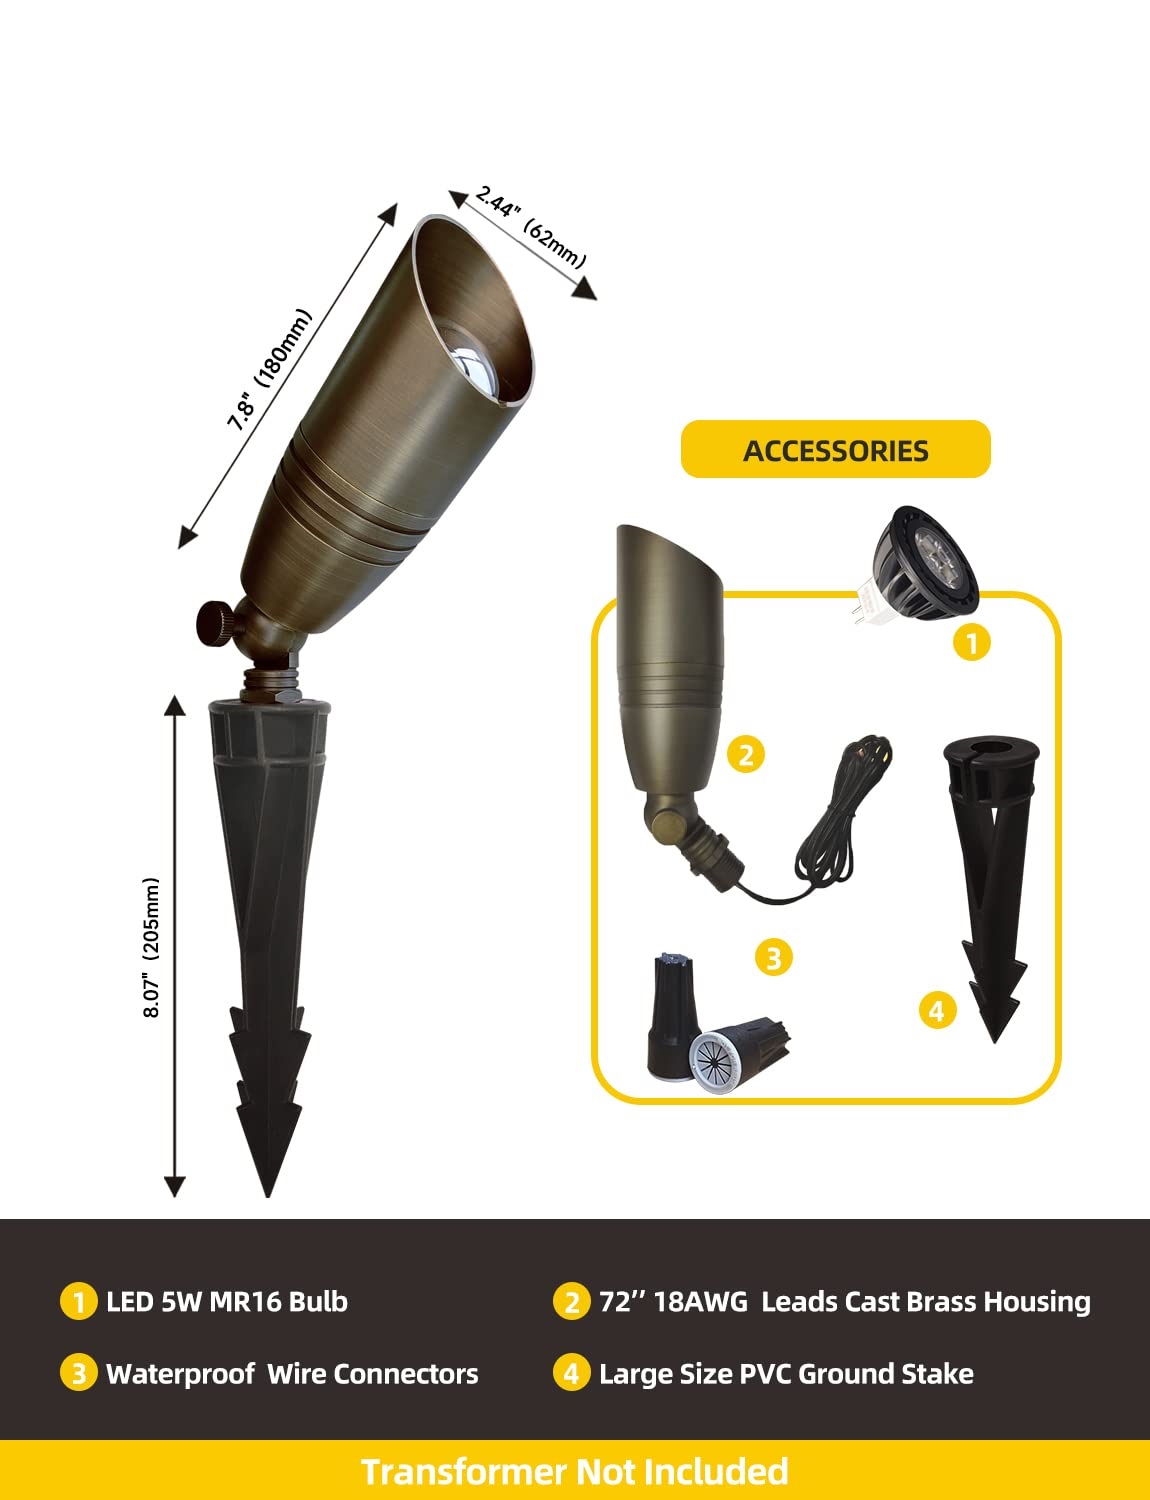 2.44" (62mm)
7.8" (180mm)
8.07" (205mm)
ACCESSORIES
1
2
3
4
1 LED 5W MR16 Bulb
2 72'' 18AWG Leads Cast Brass Housing
3 Waterproof Wire Connectors
4 Large Size PVC Ground Stake
Transformer Not Included